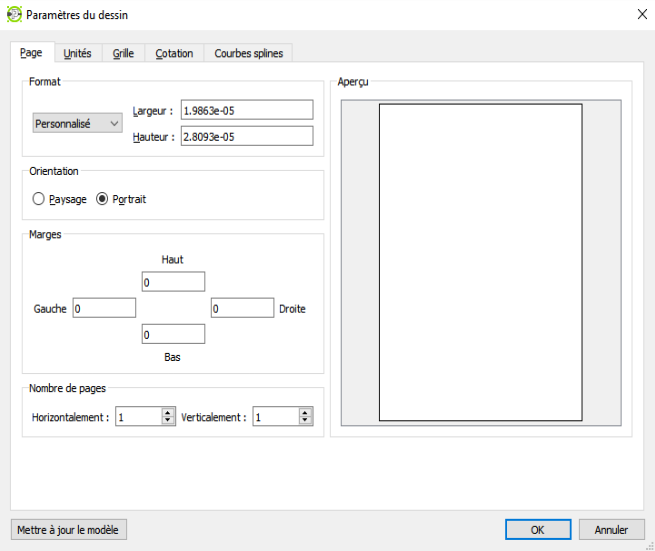 Paramètres du dessin
Page Unités Grille Cotation Courbes splines
Format
Personnalisé
Largeur : 1.9863e-05
Hauteur : 2.8093e-05
Orientation
Paysage Portrait
Marges
Haut
0
Gauche 0 0 Droite
0
Bas
Nombre de pages
Horizontalement : 1 Verticalement : 1
Aperçu
Mettre à jour le modèle OK Annuler